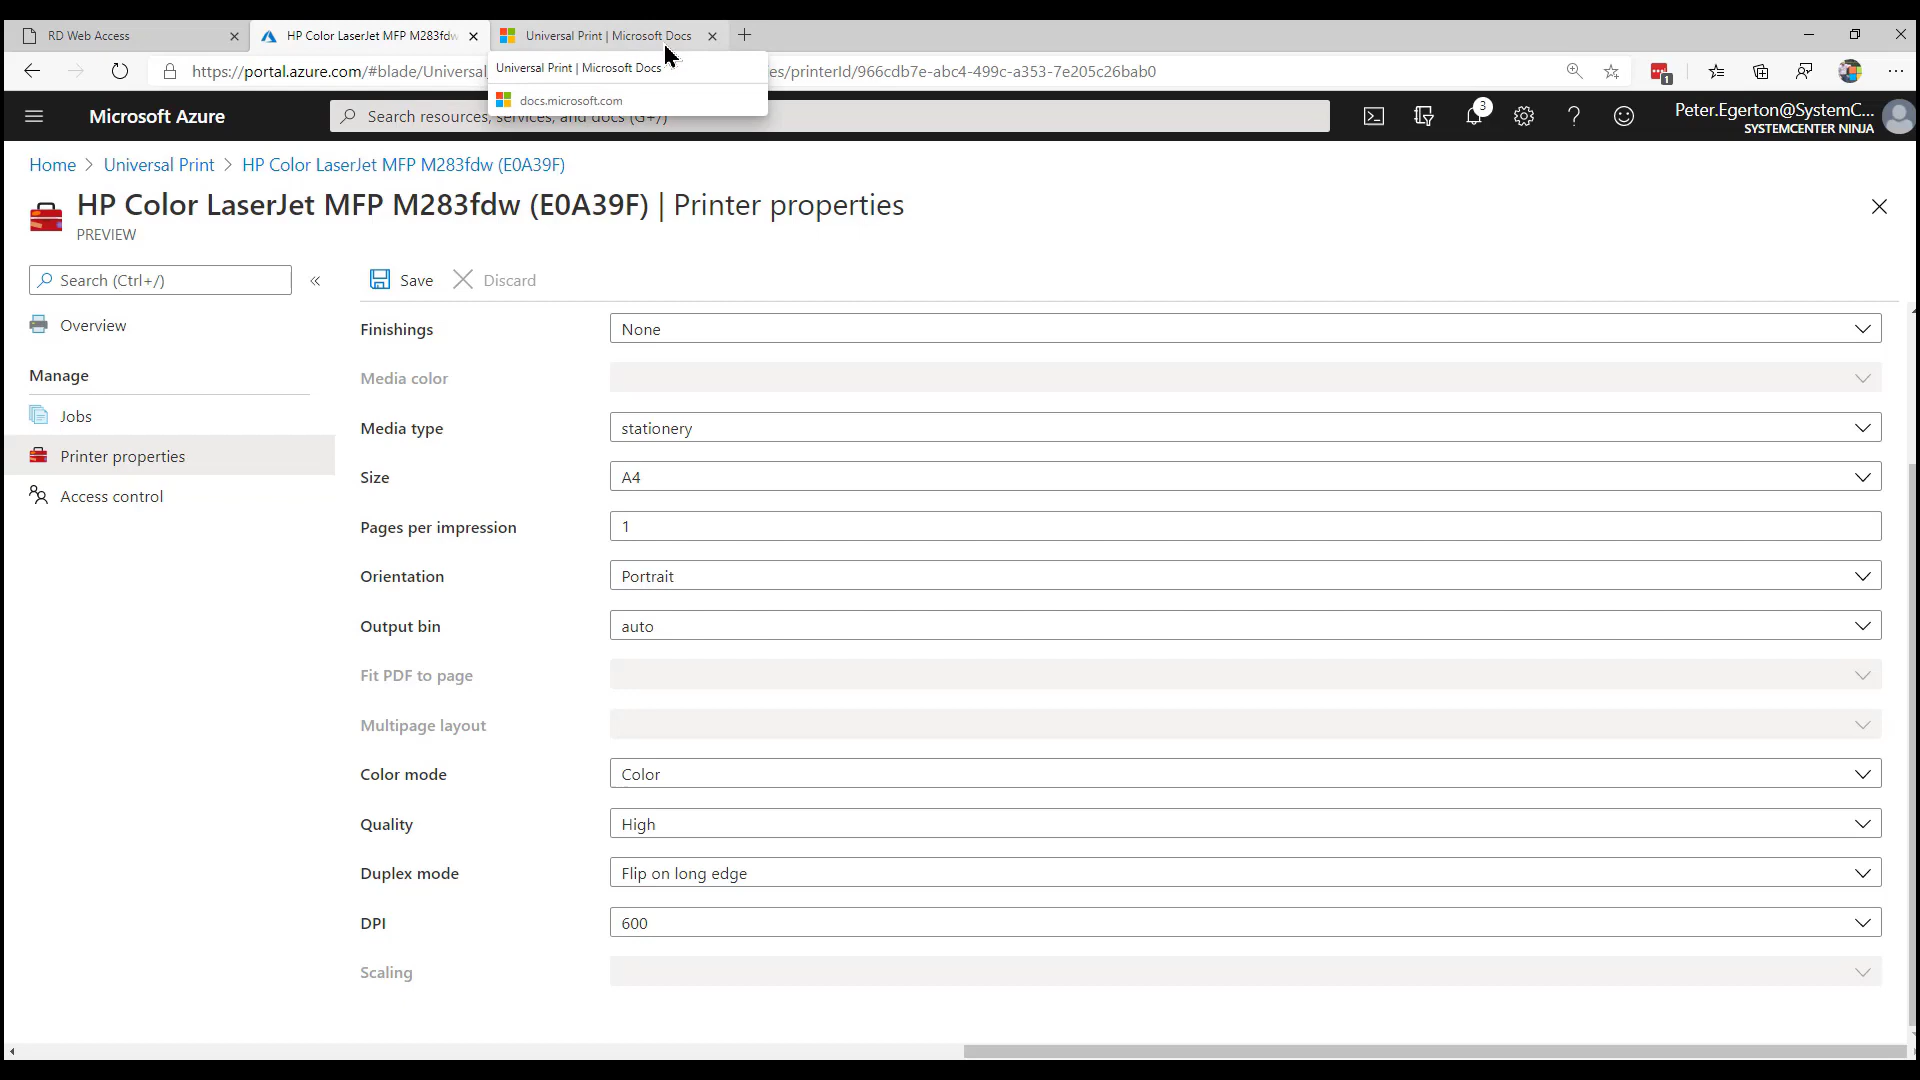 RD Web Access
HP Color LaserJet MFP M283fdw
Universal Print | Microsoft Docs
https://portal.azure.com/#blade/Universal
es/printerId/966cdb7e-abc4-499c-a353-7e205c26bab0
Universal Print | Microsoft Docs
docs.microsoft.com
1
Microsoft Azure
Search resources, services, and docs (G+/)
3
Peter.Egerton@SystemC...
SYSTEMCENTER NINJA
Home > Universal Print > HP Color LaserJet MFP M283fdw (E0A39F)
HP Color LaserJet MFP M283fdw (E0A39F) | Printer properties
PREVIEW
Search (Ctrl+/)
«
Save
Discard
Overview
Manage
Jobs
Printer properties
Access control
Finishings None
Media color
Media type stationery
Size A4
Pages per impression 1
Orientation Portrait
Output bin auto
Fit PDF to page
Multipage layout
Color mode Color
Quality High
Duplex mode Flip on long edge
DPI 600
Scaling